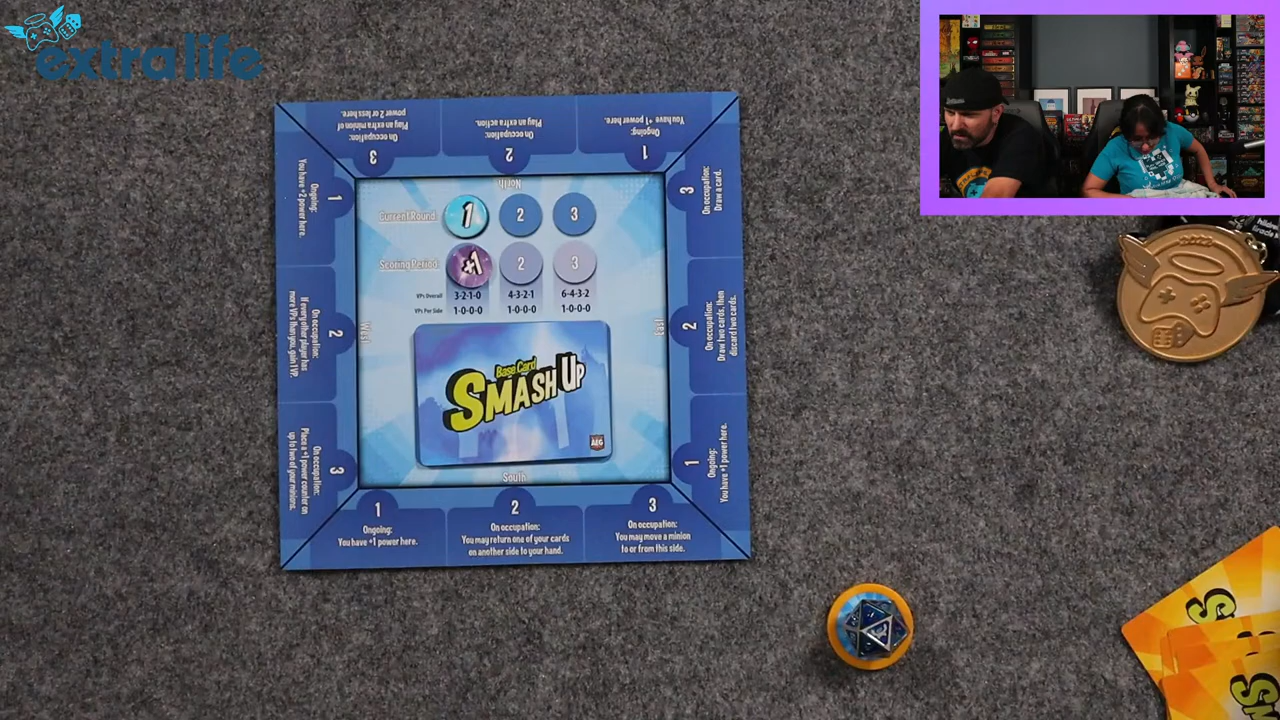 extra life
On occupation:
Play an extra minion of
power 2 or less here.
3
On occupation:
Play an extra action.
2
Ongoing:
You have +1 power here.
1
Ongoing:
You have +2 power here.
1
On occupation:
If every other player has
more VPs than you, gain 1 VP.
2
On occupation:
Place a +1 power counter on
up to two of your minions.
3
North
Current Round
1
2
3
Scoring Period
+1
2
3
VPs Overall
3-2-1-0
4-3-2-1
6-4-3-2
VPs Per Side
1-0-0-0
1-0-0-0
1-0-0-0
West
East
Base Card
SMASH UP
AEG
South
3
On occupation:
Draw a card.
2
On occupation:
Draw two cards, then
discard two cards.
1
Ongoing:
You have +1 power here.
1
Ongoing:
You have +1 power here.
2
On occupation:
You may return one of your cards
on another side to your hand.
3
On occupation:
You may move a minion
to or from this side.